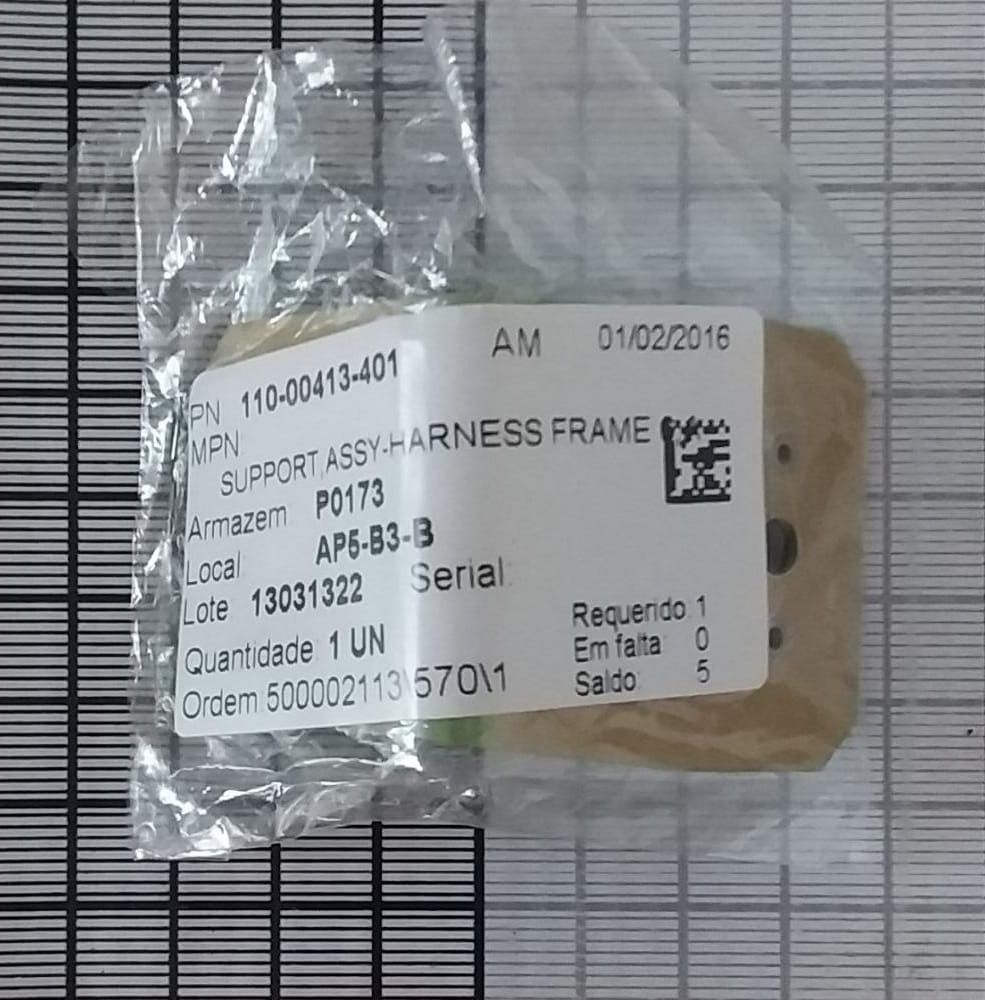 AM 01/02/2016
PN 110-00413-401
MPN
SUPPORT ASSY-HARNESS FRAME
Armazem: P0173
Local: AP5-B3-B
Lote 13031322 Serial:
Quantidade: 1 UN Requerido: 1
Em falta: 0
Ordem: 500002113\570\1 Saldo: 5